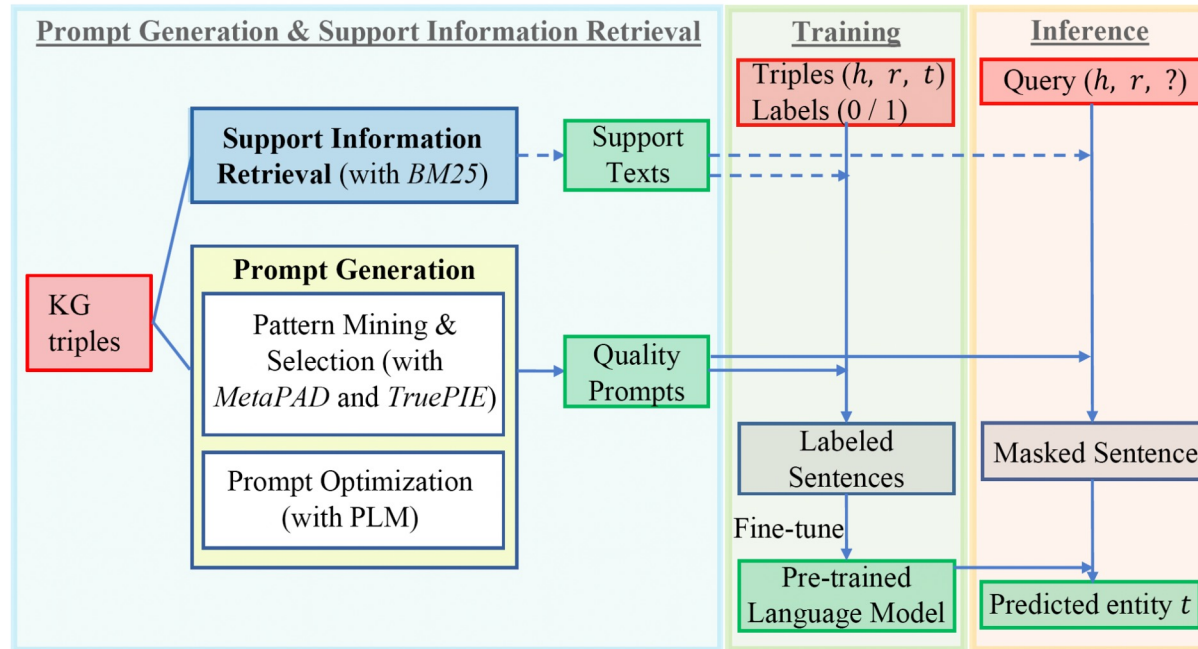 Prompt Generation & Support Information Retrieval
KG
triples
Support Information
Retrieval (with BM25)
Support
Texts
Prompt Generation
Pattern Mining &
Selection (with
MetaPAD and TruePIE)
Prompt Optimization
(with PLM)
Quality
Prompts
Training
Triples (h, r, t)
Labels (0 / 1)
Labeled
Sentences
Fine-tune
Pre-trained
Language Model
Inference
Query (h, r, ?)
Masked Sentence
Predicted entity t